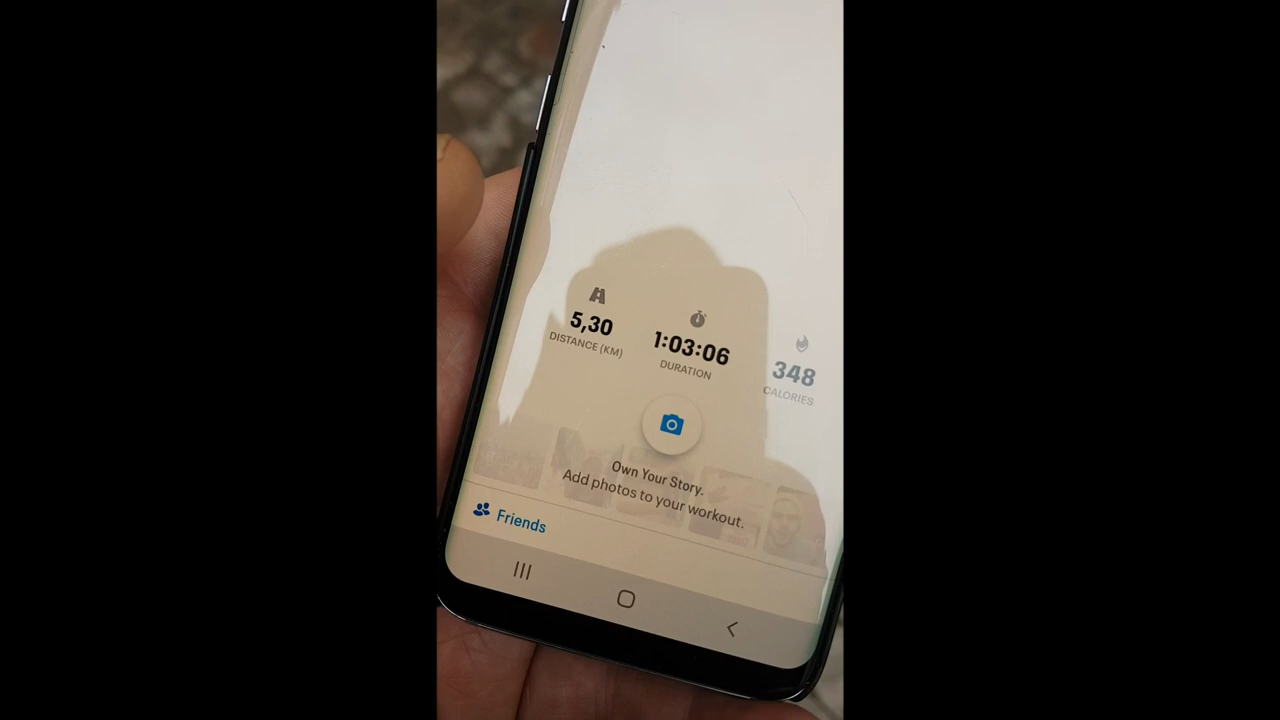 5,30
DISTANCE (KM)
1:03:06
DURATION
348
CALORIES
Own Your Story.
Add photos to your workout.
Friends